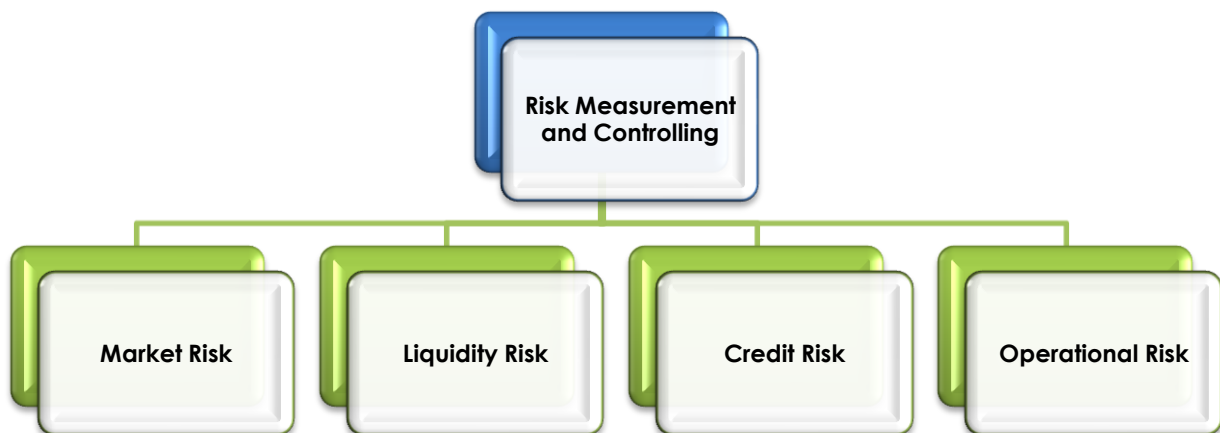 Risk Measurement
and Controlling
Market Risk
Liquidity Risk
Credit Risk
Operational Risk